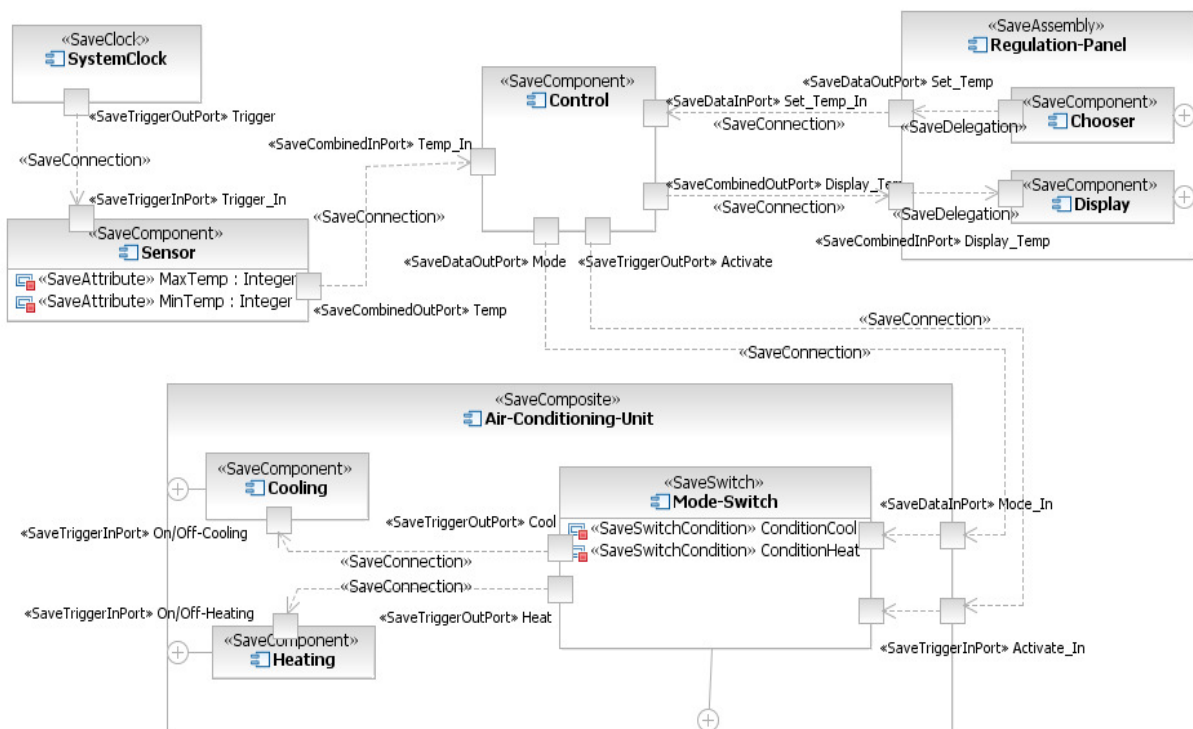 «SaveClock»
SystemClock
«SaveTriggerOutPort» Trigger
«SaveConnection»
«SaveTriggerInPort» Trigger_In
«SaveComponent»
Sensor
«SaveAttribute» MaxTemp : Integer
«SaveAttribute» MinTemp : Integer
«SaveCombinedOutPort» Temp
«SaveConnection»
«SaveCombinedInPort» Temp_In
«SaveComponent»
Control
«SaveDataInPort» Set_Temp_In
«SaveConnection»
«SaveCombinedOutPort» Display_Tem
«SaveConnection»
«SaveDataOutPort» Mode
«SaveTriggerOutPort» Activate
«SaveAssembly»
Regulation-Panel
«SaveDataOutPort» Set_Temp
«SaveDelegation»
«SaveComponent»
Chooser
«SaveComponent»
Display
«SaveDelegation»
«SaveCombinedInPort» Display_Temp
«SaveConnection»
«SaveConnection»
«SaveComposite»
Air-Conditioning-Unit
«SaveComponent»
Cooling
«SaveTriggerInPort» On/Off-Cooling
«SaveTriggerOutPort» Cool
«SaveConnection»
«SaveSwitch»
Mode-Switch
«SaveSwitchCondition» ConditionCool
«SaveSwitchCondition» ConditionHeat
«SaveDataInPort» Mode_In
«SaveConnection»
«SaveTriggerInPort» On/Off-Heating
«SaveTriggerOutPort» Heat
«SaveComponent»
Heating
«SaveTriggerInPort» Activate_In